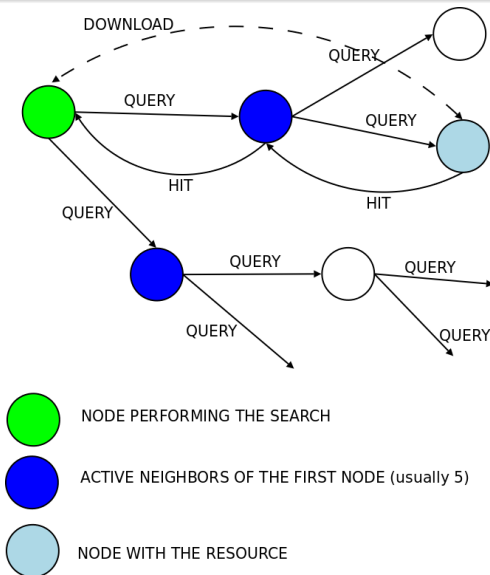 DOWNLOAD
QUERY
QUERY
QUERY
HIT
HIT
QUERY
QUERY
QUERY
QUERY
QUERY
NODE PERFORMING THE SEARCH
ACTIVE NEIGHBORS OF THE FIRST NODE (usually 5)
NODE WITH THE RESOURCE